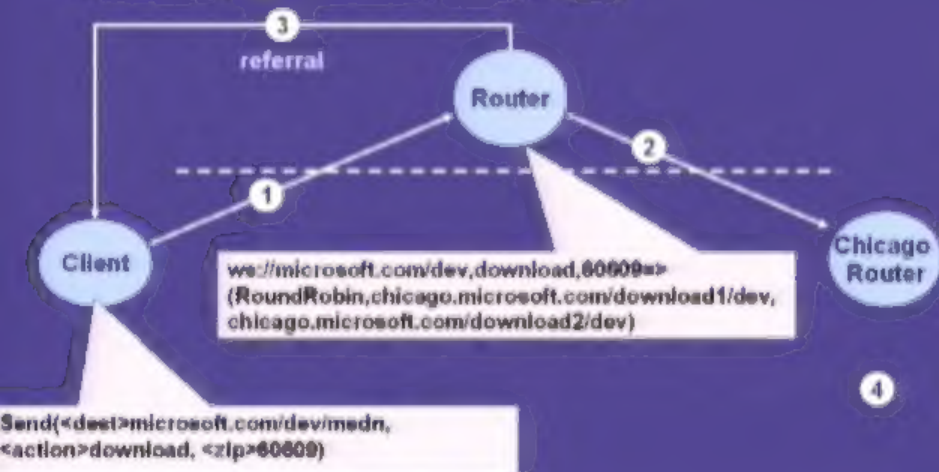 3
referral
Router
2
1
Client
Chicago
Router
ws://microsoft.com/dev,download,60609=>
(RoundRobin,chicago.microsoft.com/download1/dev,
chicago.microsoft.com/download2/dev)
4
Send(<dest>microsoft.com/dev/msdn,
<action>download, <zip>60609)